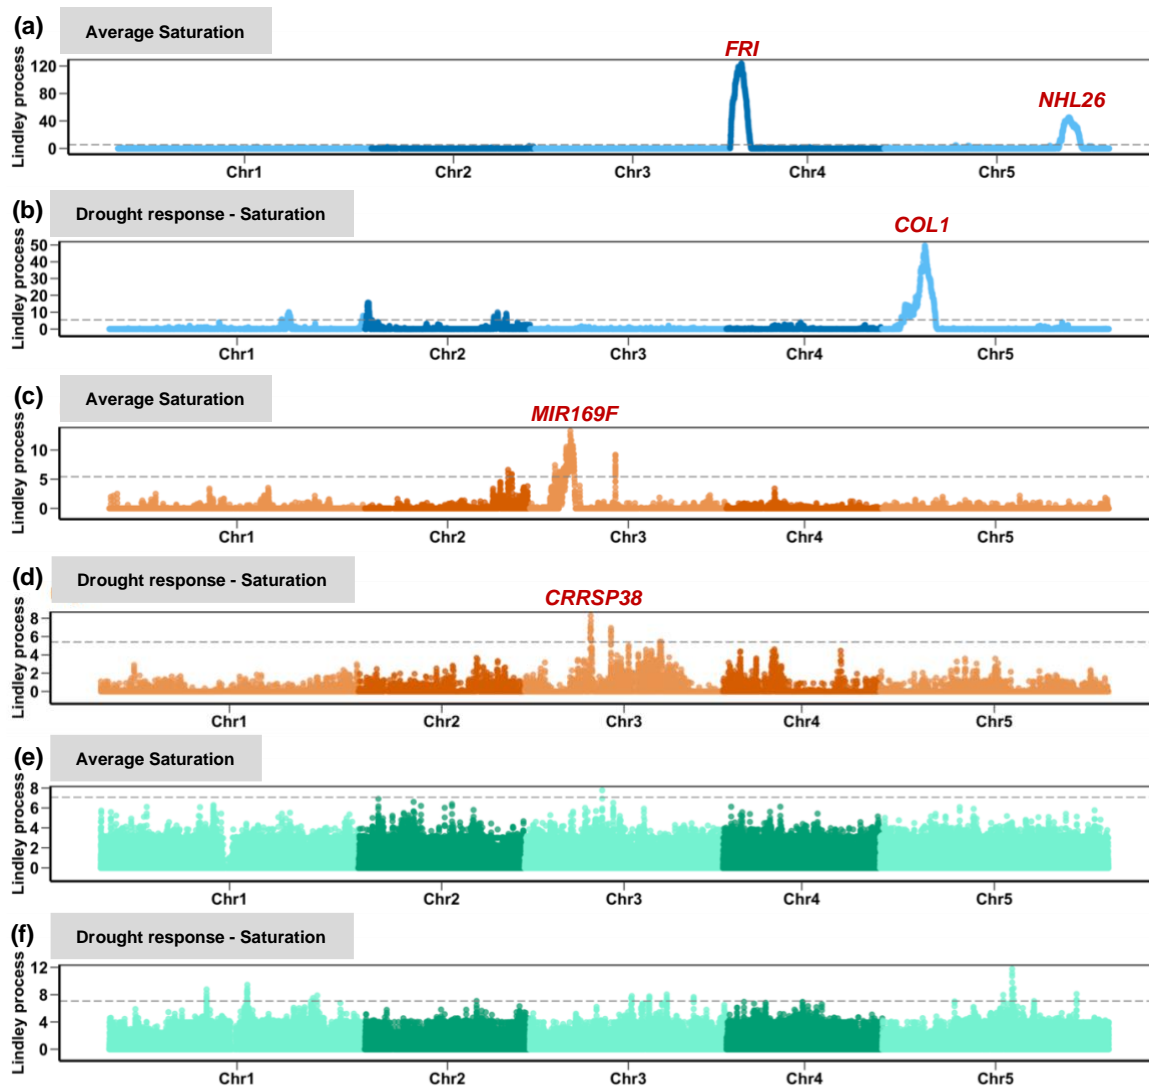 (a)
Average Saturation
FRI
NHL26
Lindley process
120
80
40
0
Chr1 Chr2 Chr3 Chr4 Chr5
(b)
Drought response - Saturation
COL1
Lindley process
50
40
30
20
10
0
Chr1 Chr2 Chr3 Chr4 Chr5
(c)
Average Saturation
MIR169F
Lindley process
10
5
0
Chr1 Chr2 Chr3 Chr4 Chr5
(d)
Drought response - Saturation
CRRSP38
Lindley process
8
6
4
2
0
Chr1 Chr2 Chr3 Chr4 Chr5
(e)
Average Saturation
Lindley process
8
6
4
2
0
Chr1 Chr2 Chr3 Chr4 Chr5
(f)
Drought response - Saturation
Lindley process
12
8
4
0
Chr1 Chr2 Chr3 Chr4 Chr5